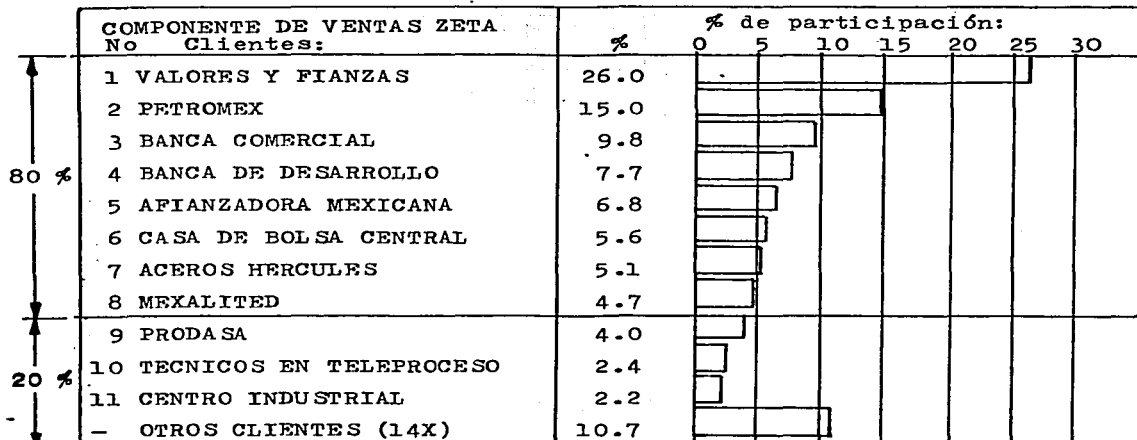 COMPONENTE DE VENTAS ZETA % de participación:
No Clientes: % 0 5 10 15 20 25 30
1 VALORES Y FIANZAS 26.0
2 PETROMEX 15.0
3 BANCA COMERCIAL 9.8
80 % 4 BANCA DE DESARROLLO 7.7
5 AFIANZADORA MEXICANA 6.8
6 CASA DE BOLSA CENTRAL 5.6
7 ACEROS HERCULES 5.1
8 MEXALITED 4.7
9 PRODASA 4.0
10 TECNICOS EN TELEPROCESO 2.4
20 % 11 CENTRO INDUSTRIAL 2.2
- OTROS CLIENTES (14X) 10.7